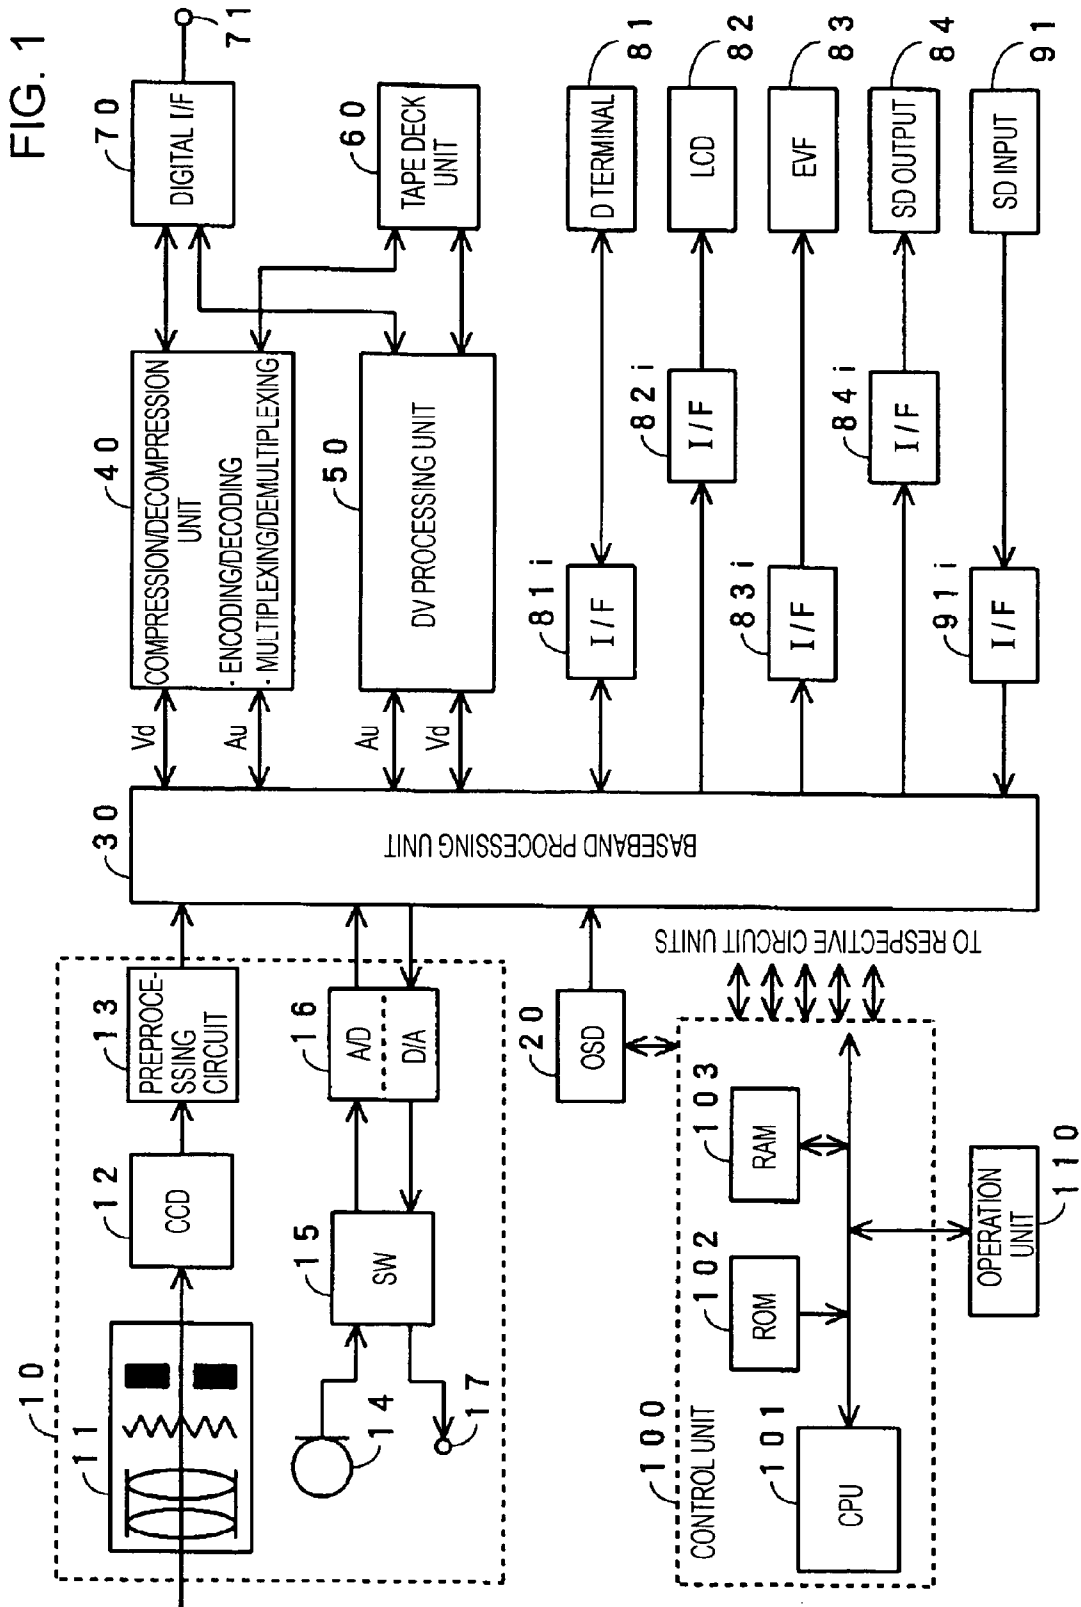 FIG. 1
10
11
12
CCD
13
PREPROCE-
SSING
CIRCUIT
14
15
SW
16
A/D
D/A
17
20
OSD
30
BASEBAND PROCESSING UNIT
Vd
Au
Au
Vd
40
COMPRESSION/DECOMPRESSION
UNIT
· ENCODING/DECODING
· MULTIPLEXING/DEMULTIPLEXING
50
DV PROCESSING UNIT
60
TAPE DECK
UNIT
70
DIGITAL I/F
71
81i
I/F
81
D TERMINAL
82i
I/F
82
LCD
83i
I/F
83
EVF
84i
I/F
84
SD OUTPUT
91i
I/F
91
SD INPUT
TO RESPECTIVE CIRCUIT UNITS
100
CONTROL UNIT
101
CPU
102
ROM
103
RAM
110
OPERATION
UNIT